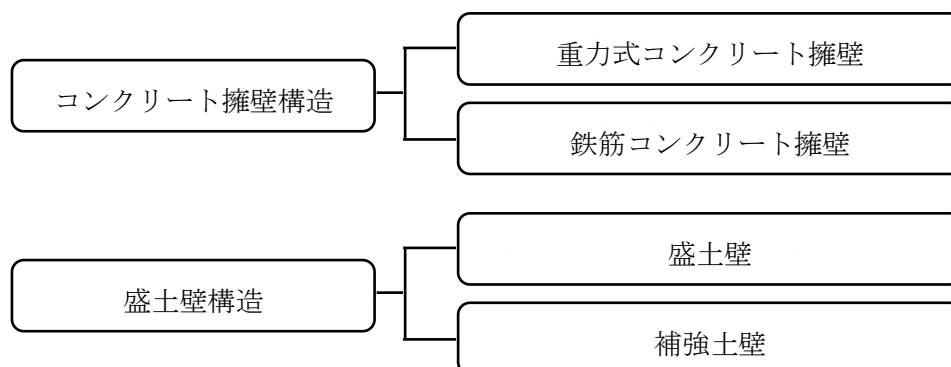 コンクリート擁壁構造
重力式コンクリート擁壁
鉄筋コンクリート擁壁
盛土壁構造
盛土壁
補強土壁